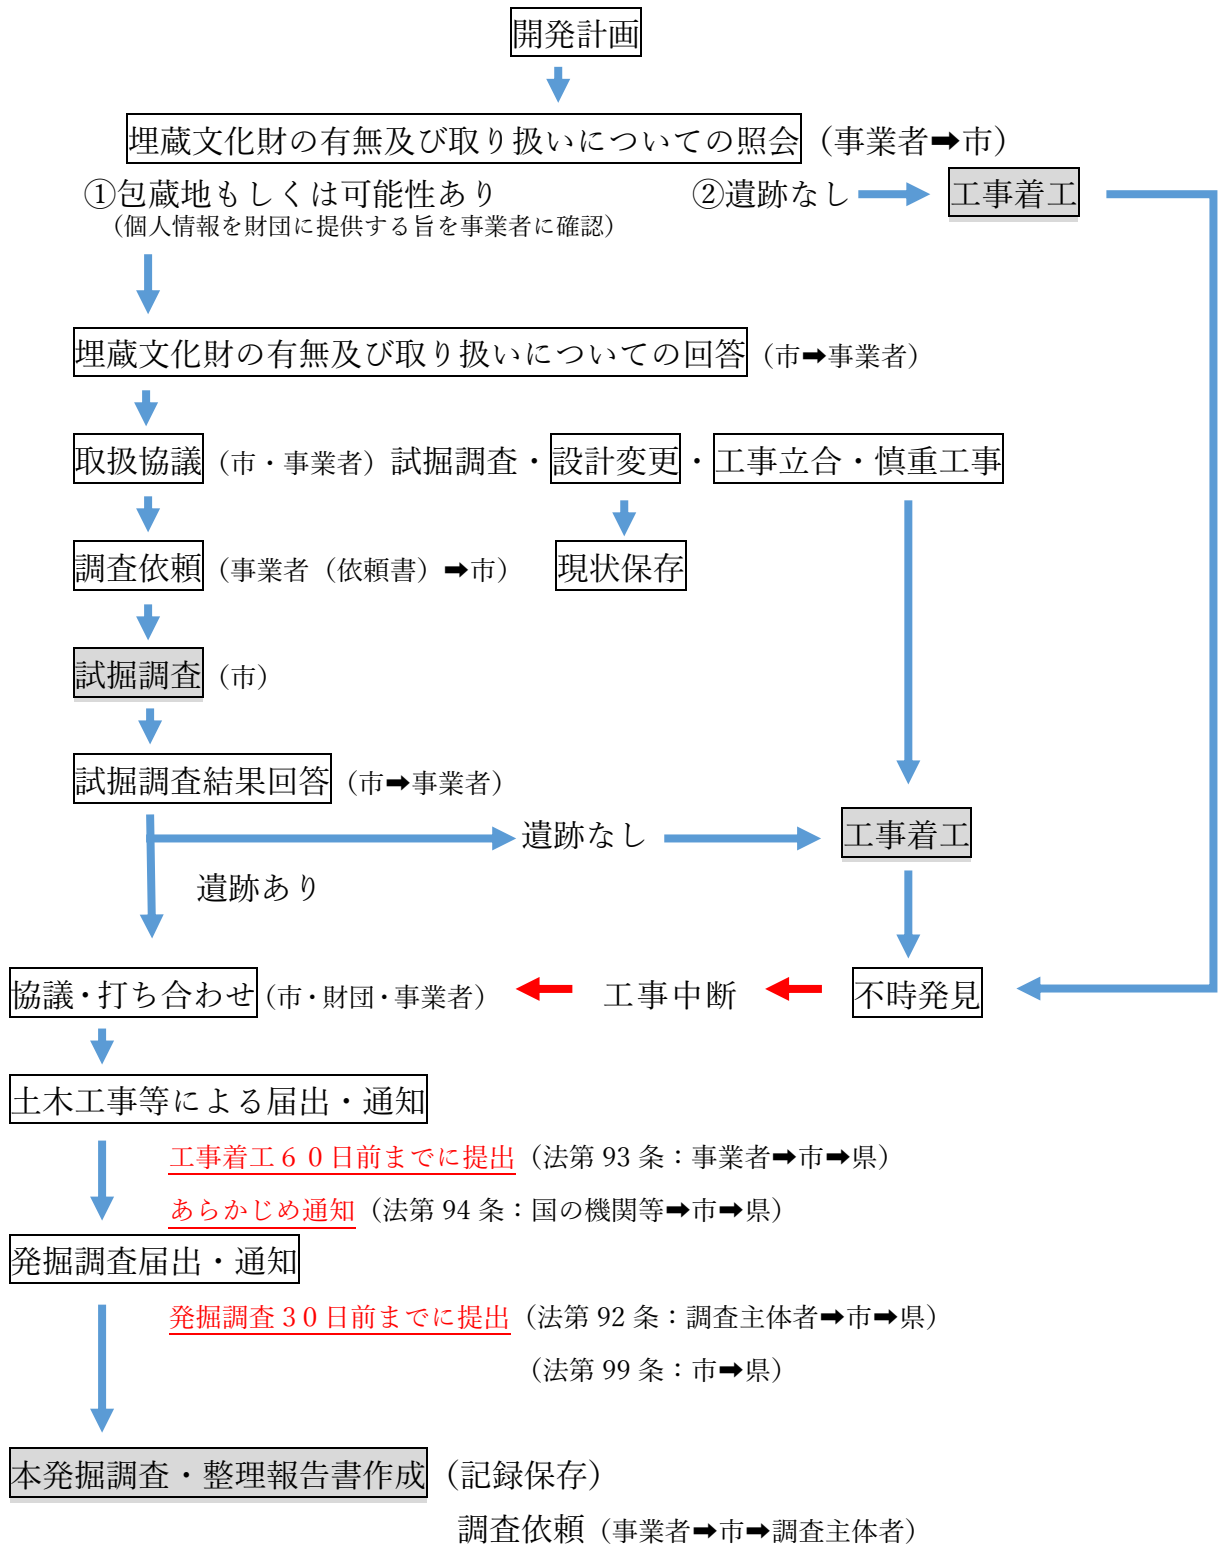 開発計画
埋蔵文化財の有無及び取り扱いについての照会（事業者➡市）
①包蔵地もしくは可能性あり ②遺跡なし 工事着工
（個人情報を財団に提供する旨を事業者に確認）
埋蔵文化財の有無及び取り扱いについての回答（市➡事業者）
取扱協議（市・事業者）試掘調査・設計変更・工事立合・慎重工事
調査依頼（事業者（依頼書）➡市） 現状保存
試掘調査（市）
試掘調査結果回答（市➡事業者）
遺跡なし 工事着工
遺跡あり
協議・打ち合わせ（市・財団・事業者） 工事中断 不時発見
土木工事等による届出・通知
工事着工６０日前までに提出（法第 93 条：事業者➡市➡県）
あらかじめ通知（法第 94 条：国の機関等➡市➡県）
発掘調査届出・通知
発掘調査３０日前までに提出（法第 92 条：調査主体者➡市➡県）
（法第 99 条：市➡県）
本発掘調査・整理報告書作成（記録保存）
調査依頼（事業者➡市➡調査主体者）